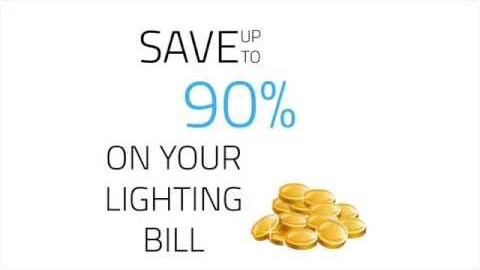 SAVE UP TO
90%
ON YOUR
LIGHTING
BILL